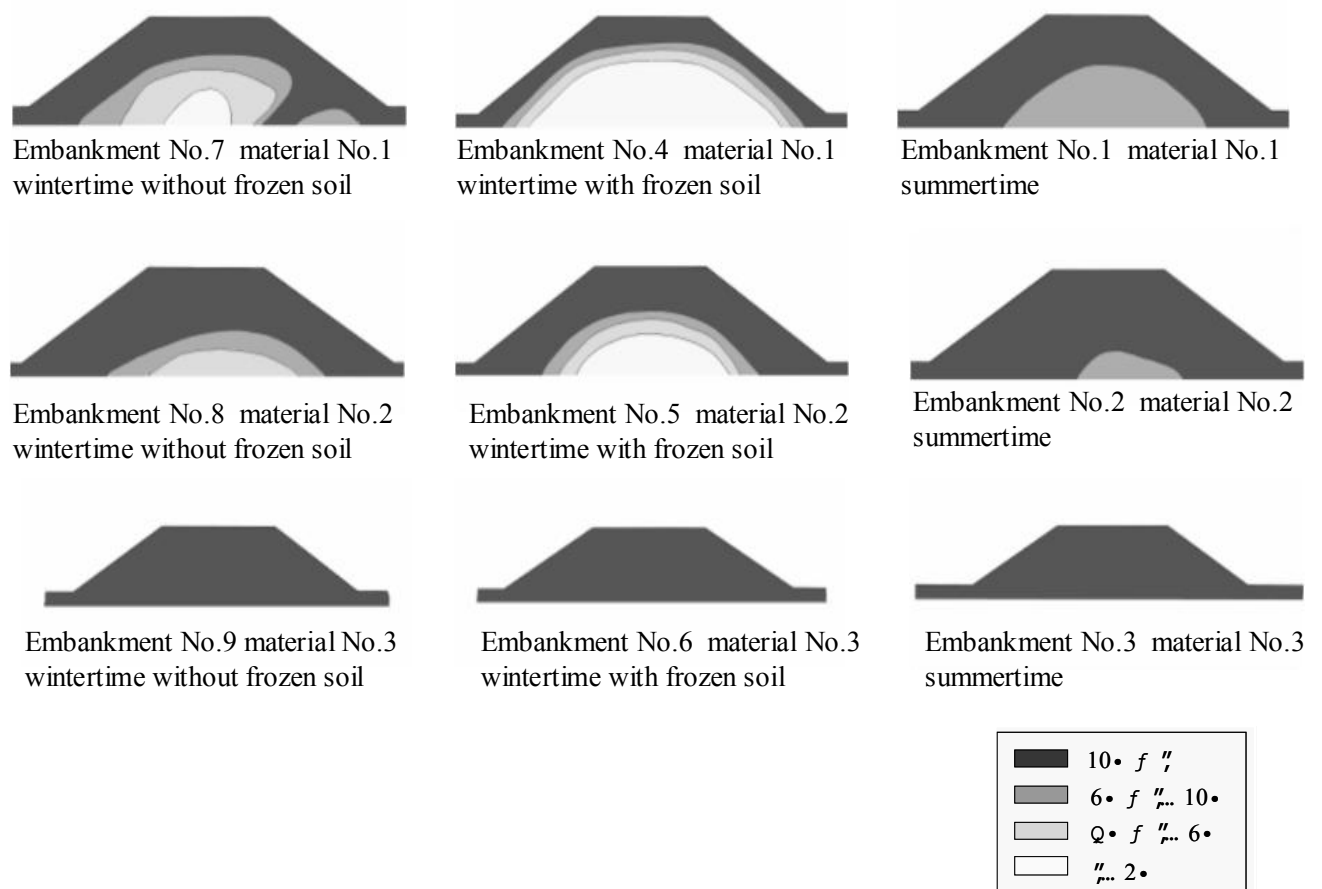 Embankment No.7 material No.1
wintertime without frozen soil
Embankment No.4 material No.1
wintertime with frozen soil
Embankment No.1 material No.1
summertime
Embankment No.8 material No.2
wintertime without frozen soil
Embankment No.5 material No.2
wintertime with frozen soil
Embankment No.2 material No.2
summertime
Embankment No.9 material No.3
wintertime without frozen soil
Embankment No.6 material No.3
wintertime with frozen soil
Embankment No.3 material No.3
summertime
10• ƒ
6• ƒ 10•
Q• ƒ 6•
2•